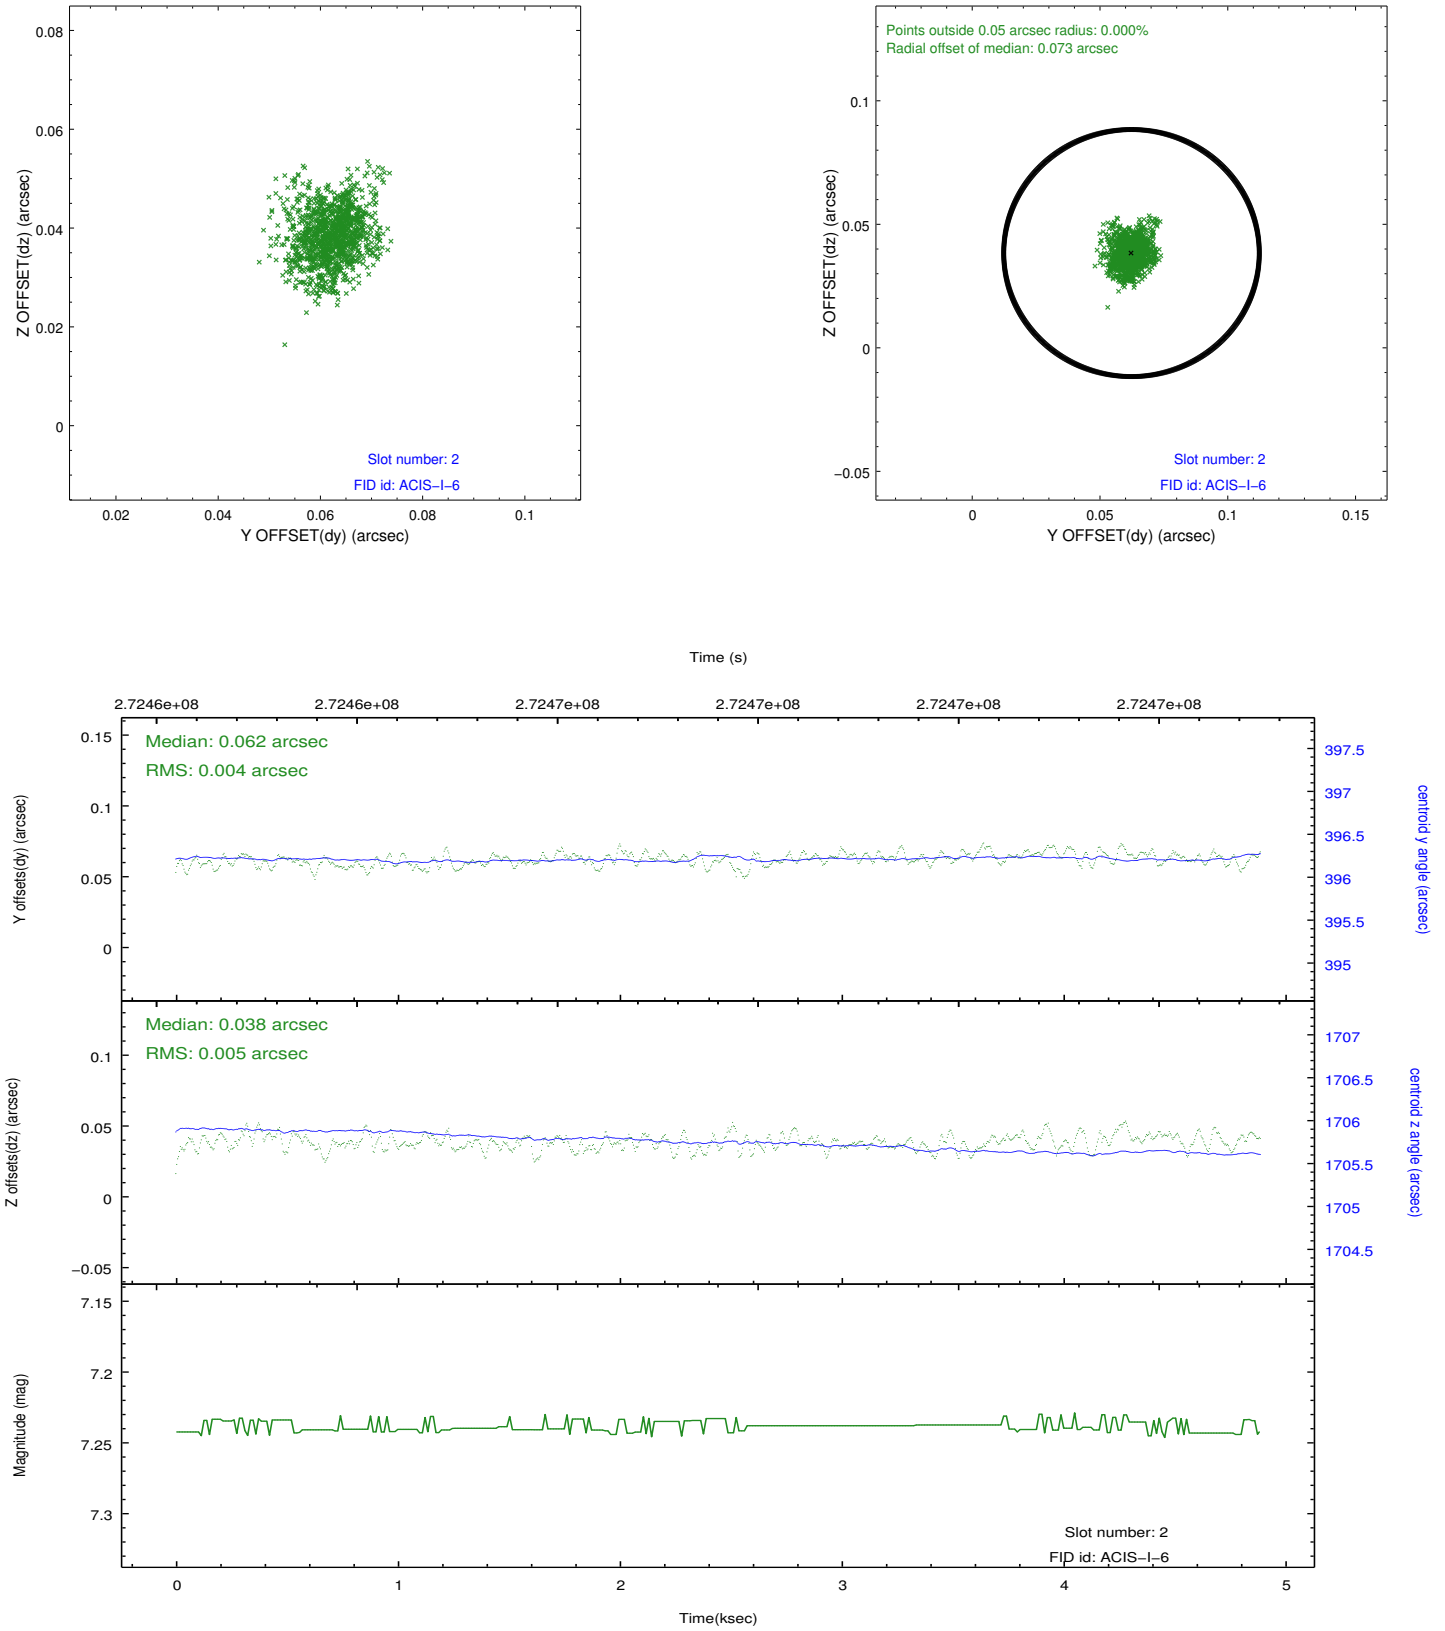 0.08
0.06
0.04
0.02
0
Z OFFSET(dz) (arcsec)
Slot number: 2
FID id: ACIS−I−6
0.02 0.04 0.06 0.08 0.1
Y OFFSET(dy) (arcsec)
Points outside 0.05 arcsec radius: 0.000%
Radial offset of median: 0.073 arcsec
0.1
0.05
0
−0.05
Z OFFSET(dz) (arcsec)
Slot number: 2
FID id: ACIS−I−6
0 0.05 0.1 0.15
Y OFFSET(dy) (arcsec)
Time (s)
2.7246e+08 2.7246e+08 2.7247e+08 2.7247e+08 2.7247e+08 2.7247e+08
Median: 0.062 arcsec
RMS: 0.004 arcsec
0.15
0.1
0.05
0
Y offsets(dy) (arcsec)
397.5
397
396.5
396
395.5
395
centroid y angle (arcsec)
Median: 0.038 arcsec
RMS: 0.005 arcsec
0.1
0.05
0
−0.05
Z offsets(dz) (arcsec)
1707
1706.5
1706
1705.5
1705
1704.5
centroid z angle (arcsec)
7.15
7.2
7.25
7.3
Magnitude (mag)
Slot number: 2
FID id: ACIS−I−6
0 1 2 3 4 5
Time(ksec)